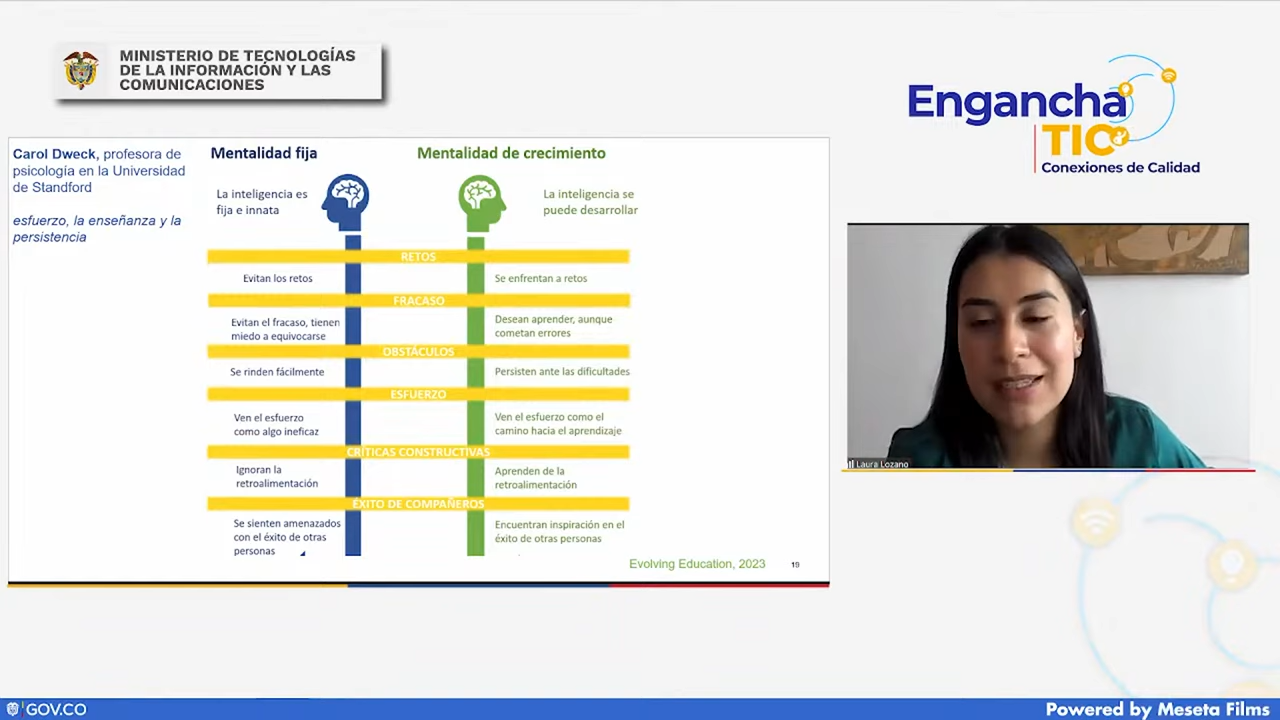 MINISTERIO DE TECNOLOGÍAS
DE LA INFORMACIÓN Y LAS
COMUNICACIONES
Engancha
TIC
Conexiones de Calidad
Carol Dweck, profesora de
psicología en la Universidad
de Standford
esfuerzo, la enseñanza y la
persistencia
Mentalidad fija
Mentalidad de crecimiento
La inteligencia es
fija e innata
La inteligencia se
puede desarrollar
RETOS
Evitan los retos
Se enfrentan a retos
FRACASO
Evitan el fracaso, tienen
miedo a equivocarse
Desean aprender, aunque
cometan errores
OBSTÁCULOS
Se rinden fácilmente
Persisten ante las dificultades
ESFUERZO
Ven el esfuerzo
como algo ineficaz
Ven el esfuerzo como el
camino hacia el aprendizaje
CRÍTICAS CONSTRUCTIVAS
Ignoran la
retroalimentación
Aprenden de la
retroalimentación
ÉXITO DE COMPAÑEROS
Se sienten amenazados
con el éxito de otras
personas
Encuentran inspiración en el
éxito de otras personas
Evolving Education, 2023
19
Laura Lozano
GOV.CO
Powered by Meseta Films